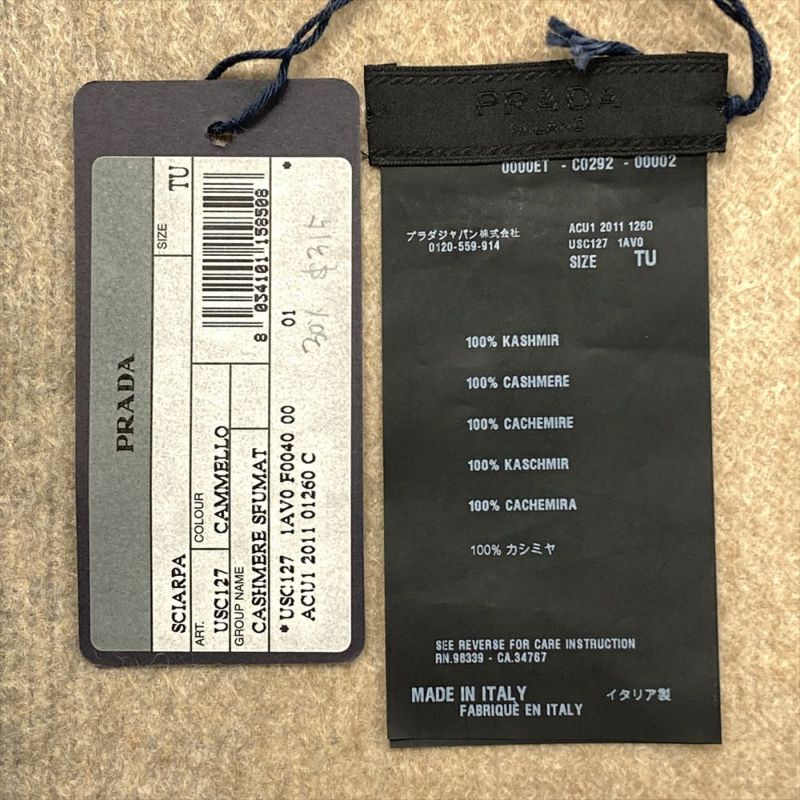 PRADA
SCIARPA
SIZE TU
ART. USC127
COLOUR CAMMELLO
GROUP NAME
CASHMERE SFUMAT
*USC127 1AV0 F0040 00 01 *
ACU1 2011 01260 C
8 034101 158508
30%
PRADA
MILANO
0000ET - C0292 - 00002
プラダジャパン株式会社
0120-559-914
ACU1 2011 1260
USC127 1AV0
SIZE TU
100% KASHMIR
100% CASHMERE
100% CACHEMIRE
100% KASCHMIR
100% CACHEMIRA
100% カシミヤ
SEE REVERSE FOR CARE INSTRUCTION
RN.98339 - CA.34767
MADE IN ITALY イタリア製
FABRIQUÈ EN ITALY